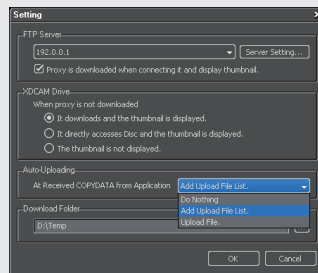 Setting
FTP Server
192.0.0.1
Server Setting...
Proxy is downloaded when connecting it and display thumbnail.
XDCAM Drive
When proxy is not downloaded
It downloads and the thumbnail is displayed.
It directly accesses Disc and the thumbnail is displayed.
The thumbnail is not displayed.
Auto-Uploading
At Received COPYDATA from Application
Add Upload File List.
Do Nothing
Add Upload File List.
Upload File.
Download Folder
D:\Temp
...
OK
Cancel